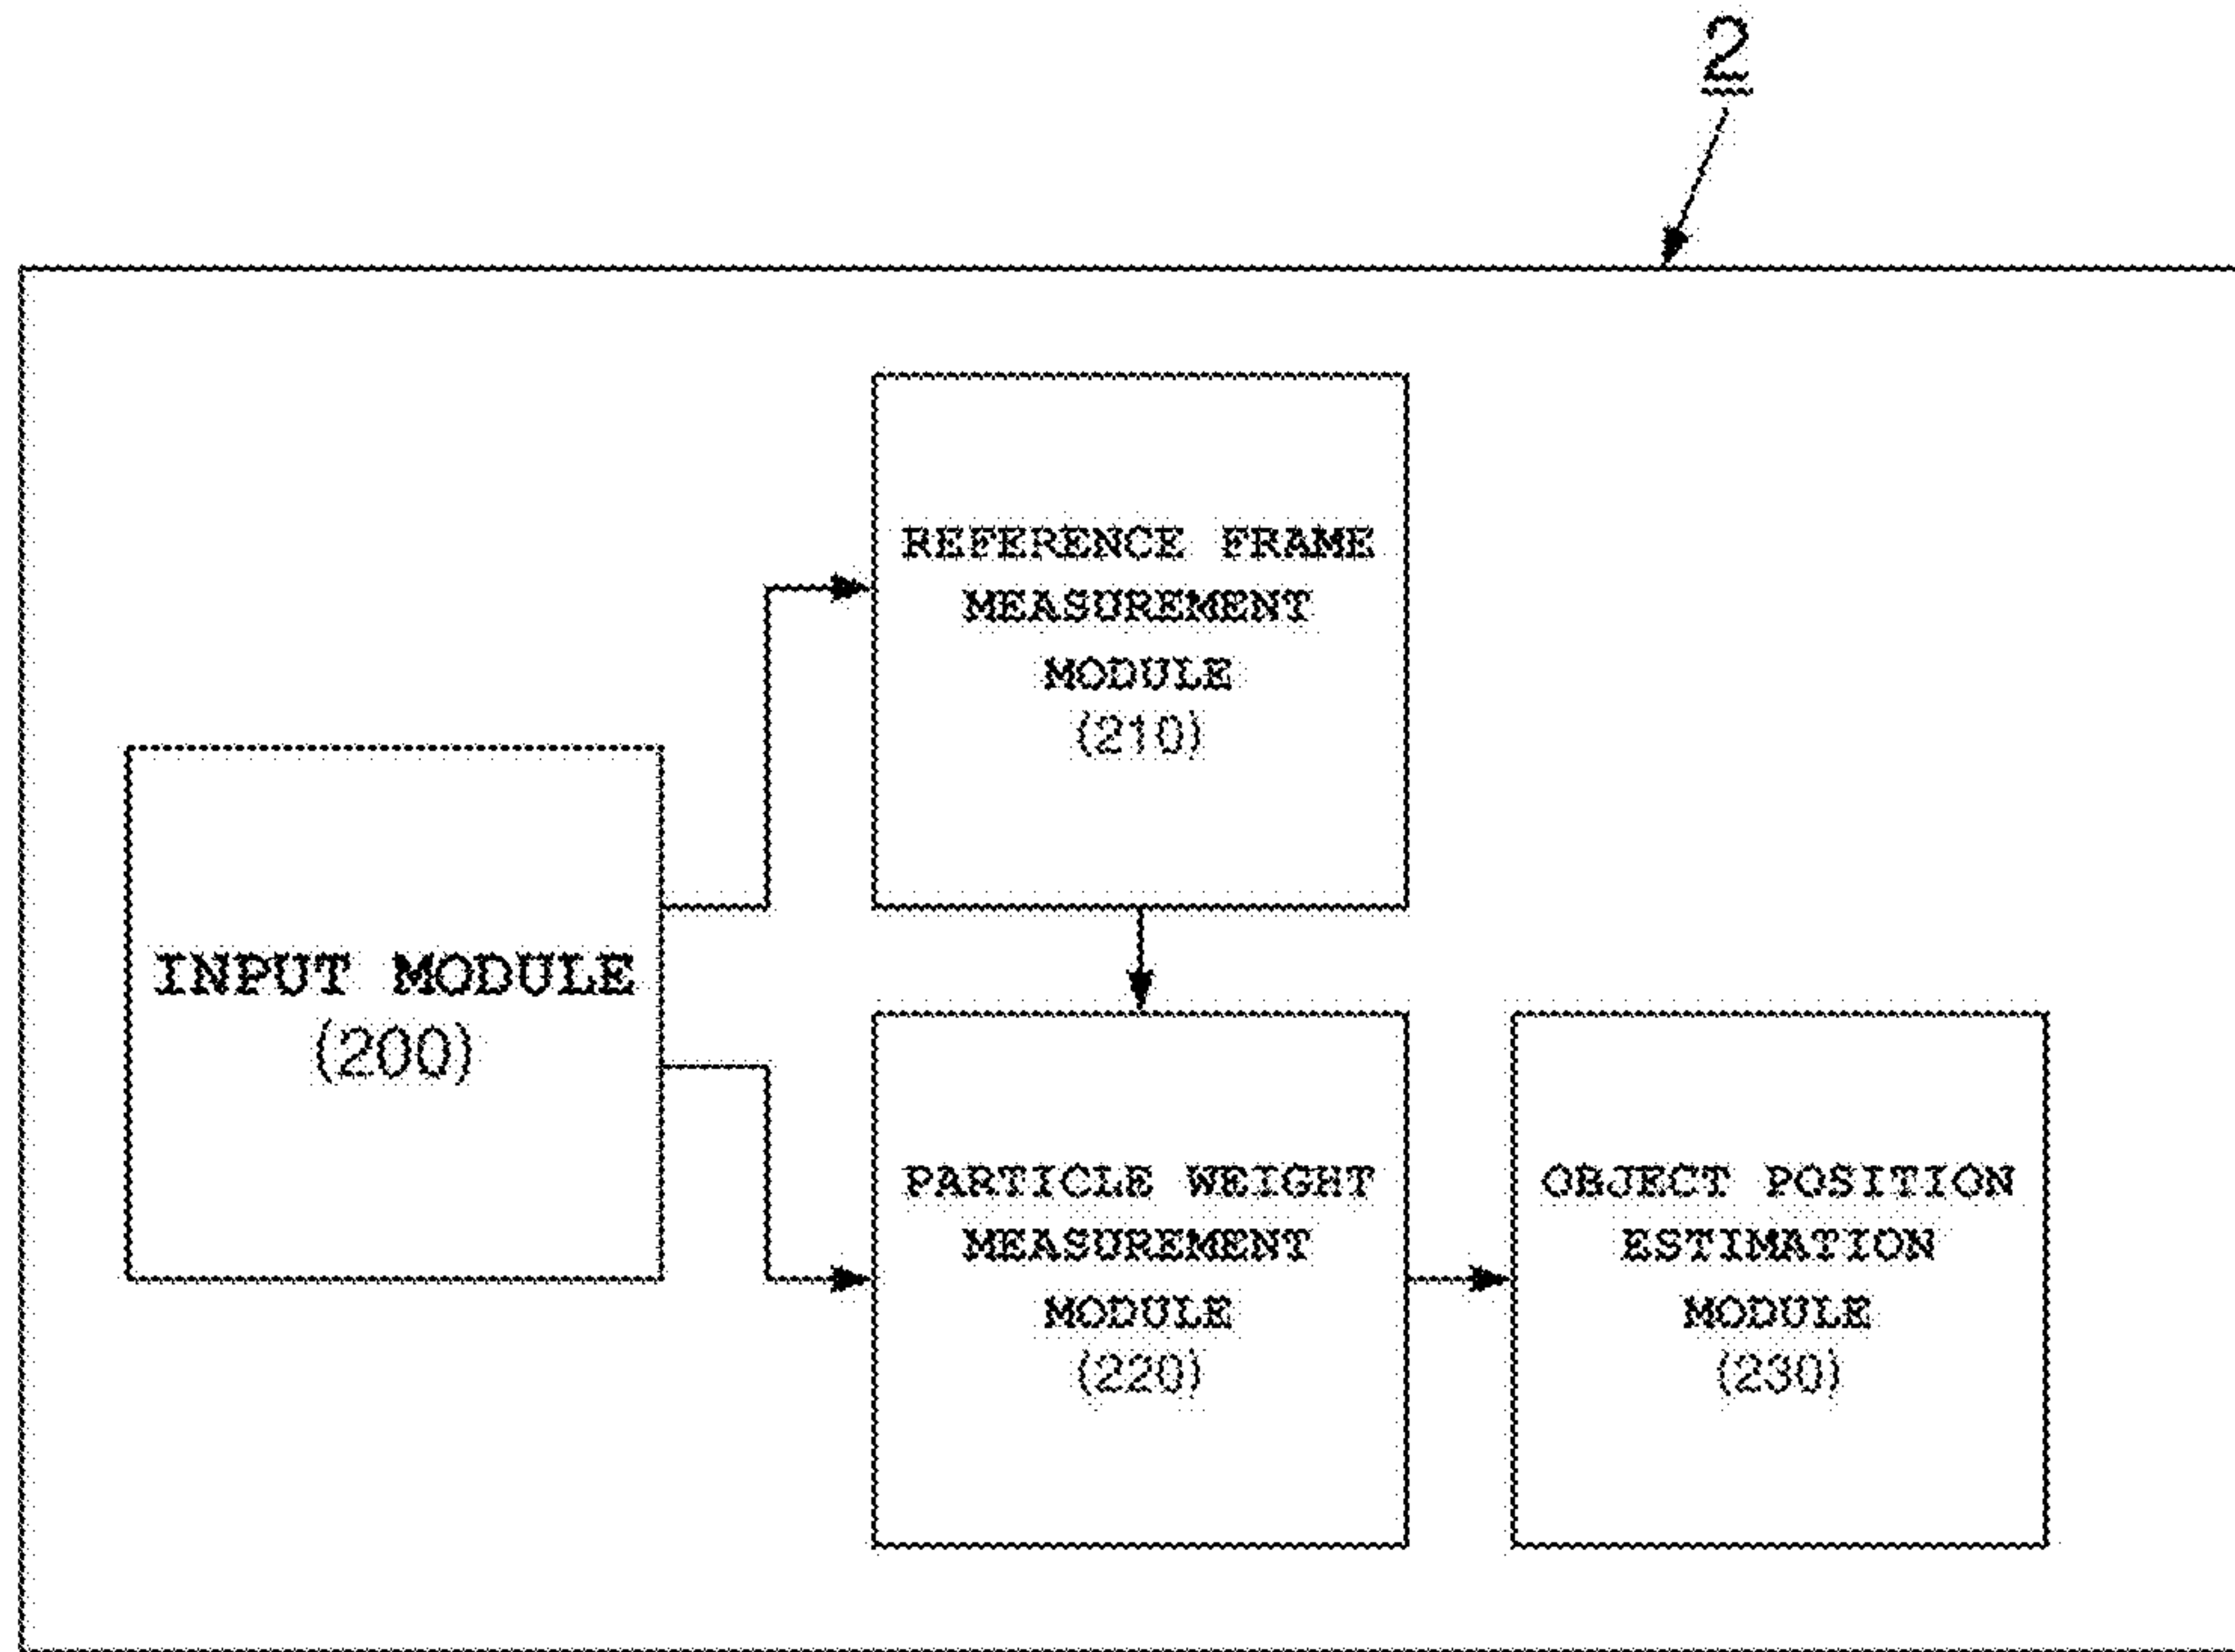 2
REFERENCE FRAME
MEASUREMENT
MODULE
(210)
INPUT MODULE
(200)
PARTICLE WEIGHT
MEASUREMENT
MODULE
(220)
OBJECT POSITION
ESTIMATION
MODULE
(230)